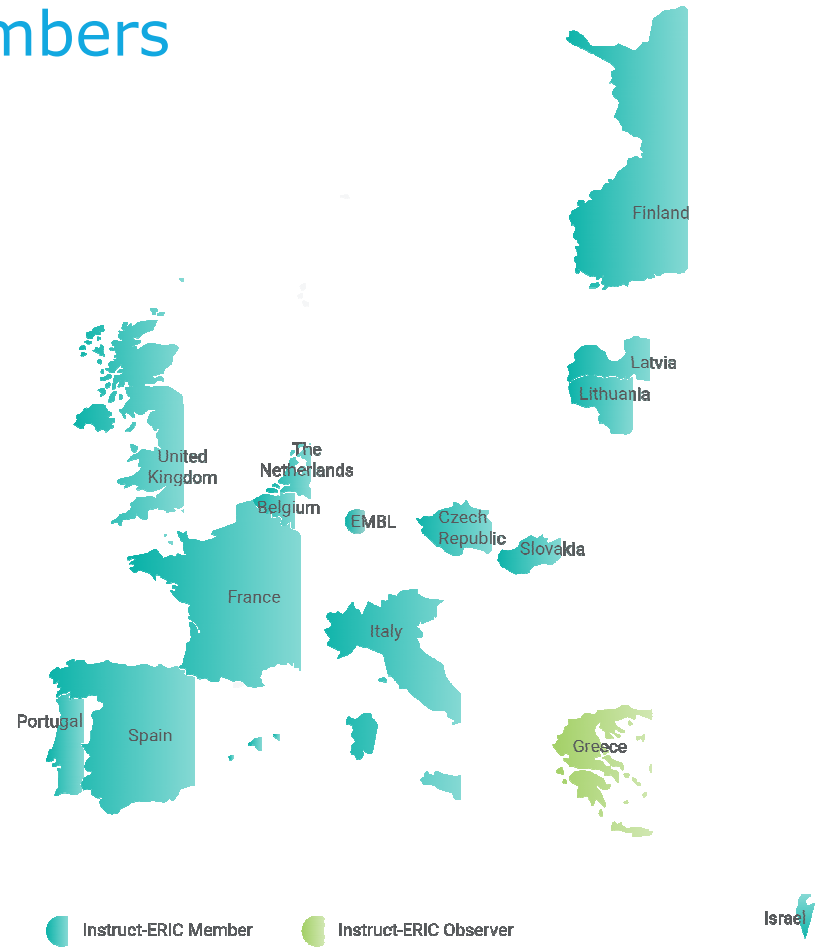 mbers
Finland
Latvia
Lithuania
United
Kingdom
The
Netherlands
Belgium
EMBL
Czech
Republic
Slovakia
France
Italy
Portugal
Spain
Greece
Israel
Instruct-ERIC Member
Instruct-ERIC Observer